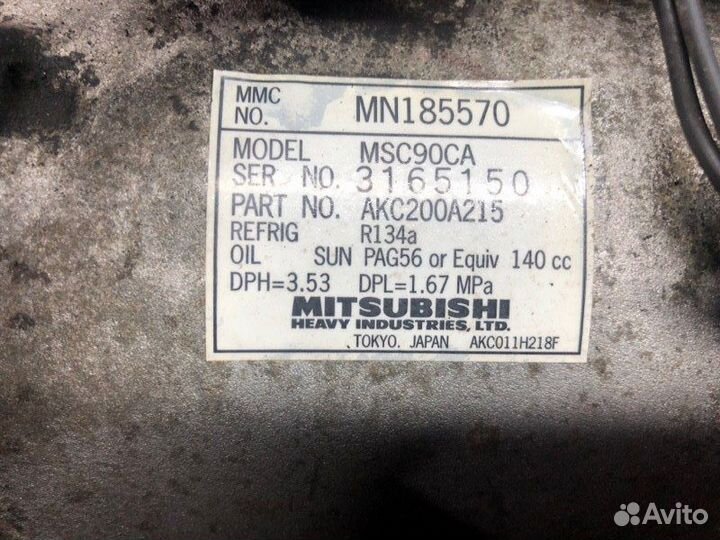 MMC NO. MN185570
MODEL MSC90CA
SER NO. 3165150
PART NO. AKC200A215
REFRIG R134a
OIL SUN PAG56 or Equiv 140 cc
DPH=3.53 DPL=1.67 MPa
MITSUBISHI
HEAVY INDUSTRIES, LTD.
TOKYO. JAPAN AKC011H218F
Avito